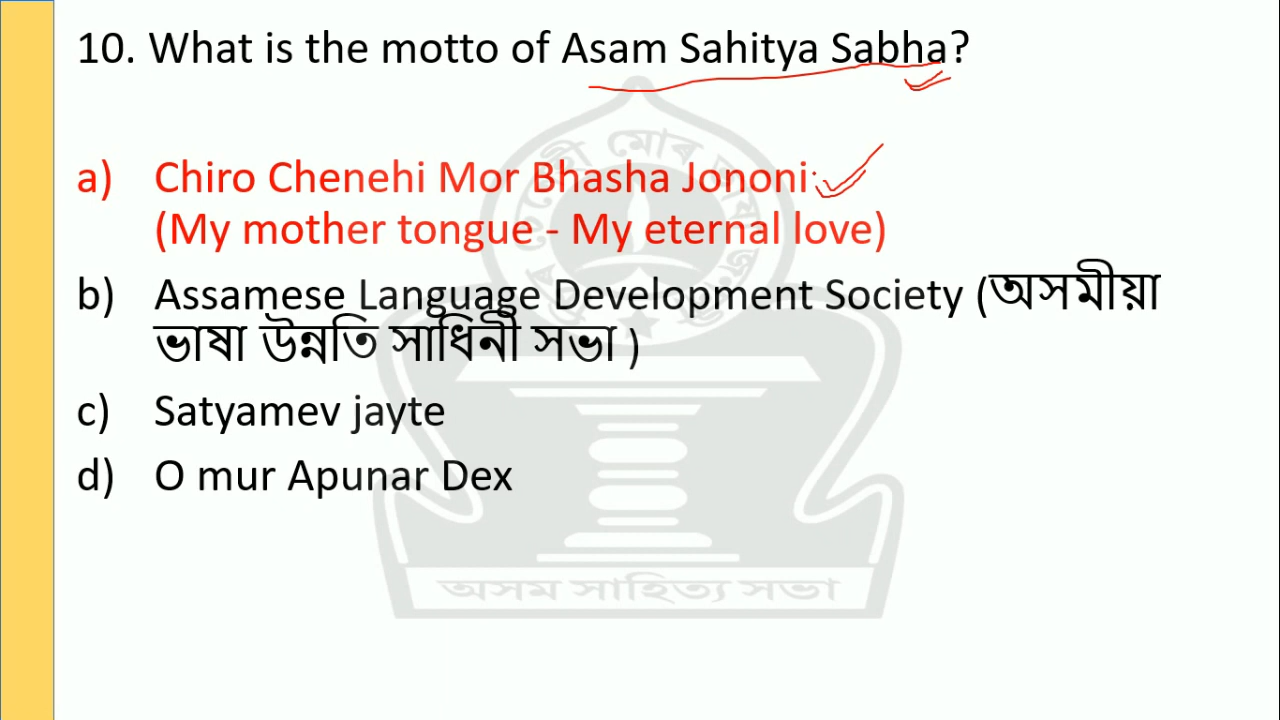 10. What is the motto of Asam Sahitya Sabha?
a) Chiro Chenehi Mor Bhasha Jononi
(My mother tongue - My eternal love)
b) Assamese Language Development Society (অসমীয়া
ভাষা উন্নতি সাধিনী সভা )
c) Satyamev jayte
d) O mur Apunar Dex
অসম সাহিত্য সভা